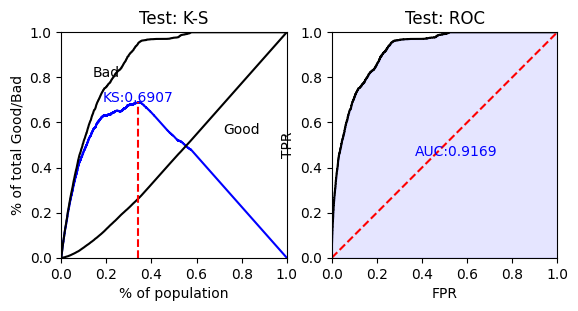 Test: K-S
1.0
0.8
0.6
0.4
0.2
0.0
% of total Good/Bad
Bad
KS:0.6907
Good
0.0 0.2 0.4 0.6 0.8 1.0
% of population
Test: ROC
1.0
0.8
0.6
0.4
0.2
0.0
TPR
AUC:0.9169
0.0 0.2 0.4 0.6 0.8 1.0
FPR